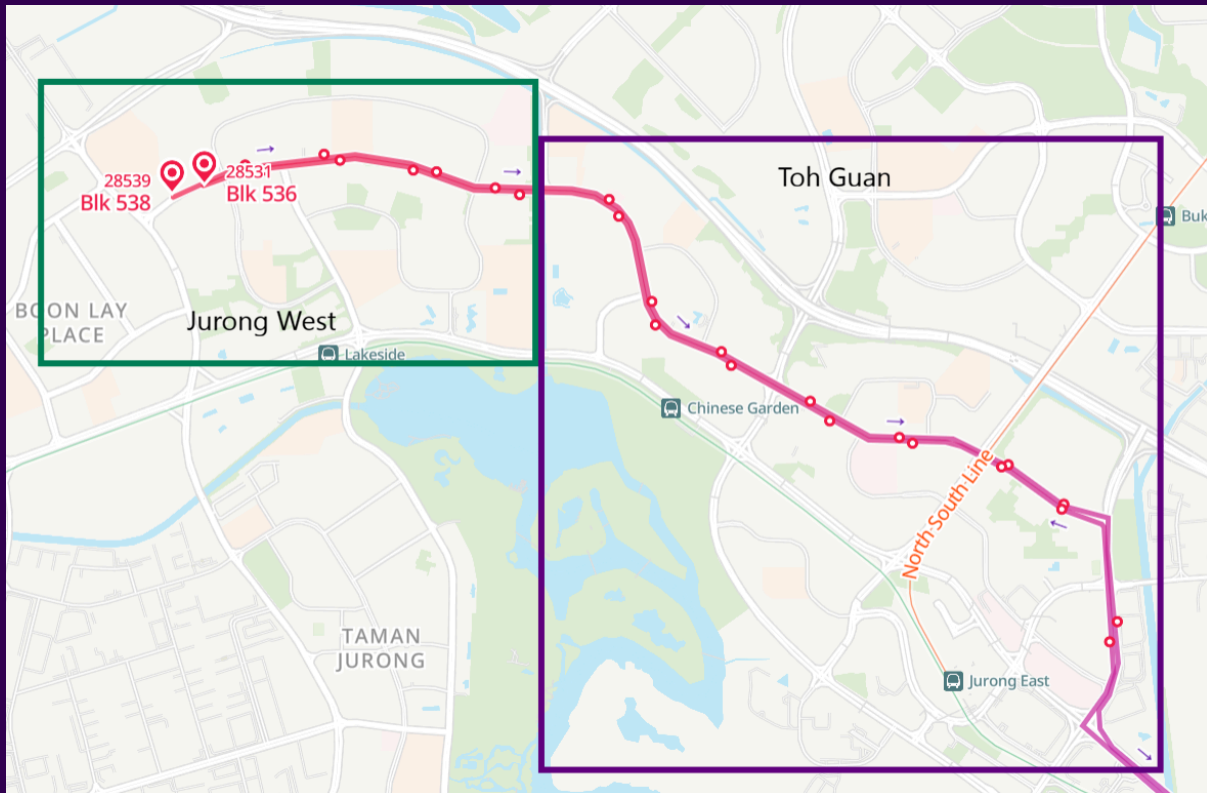 Toh Guan
28539
Blk 538
28531
Blk 536
Buk
BOON LAY
PLACE
Jurong West
Lakeside
Chinese Garden
North South Line
TAMAN
JURONG
Jurong East